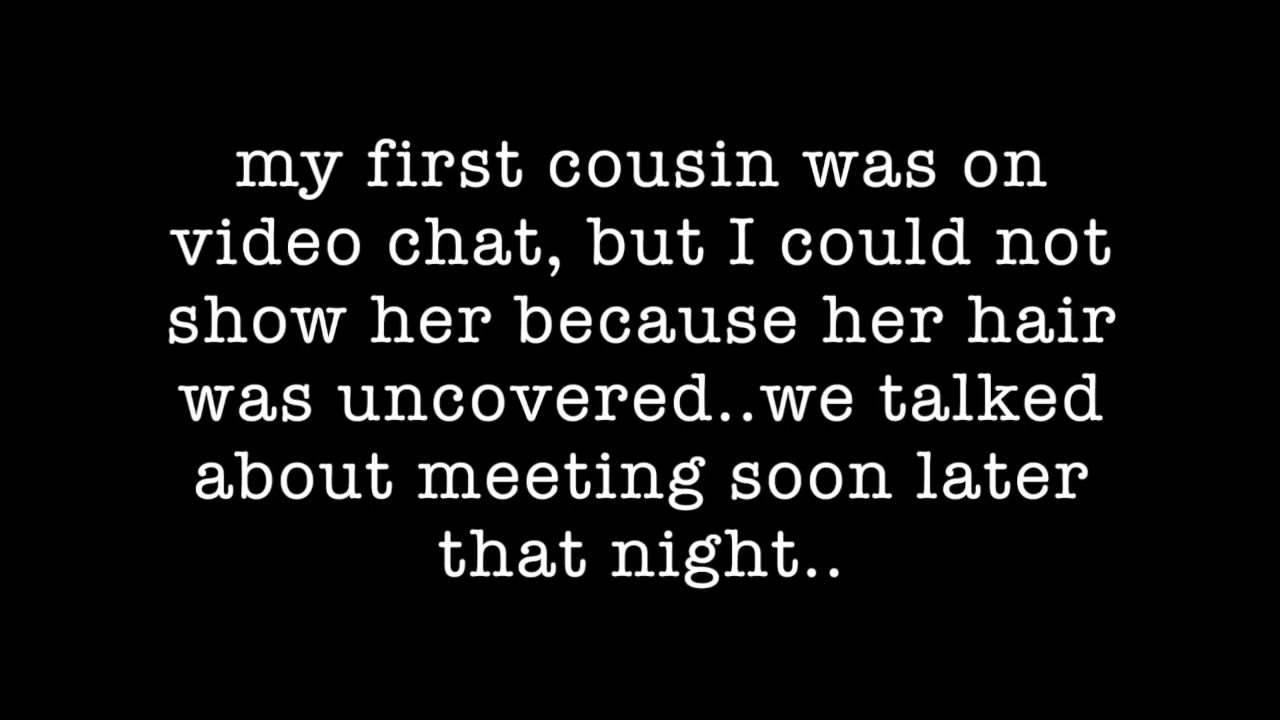 my first cousin was on
video chat, but I could not
show her because her hair
was uncovered..we talked
about meeting soon later
that night..